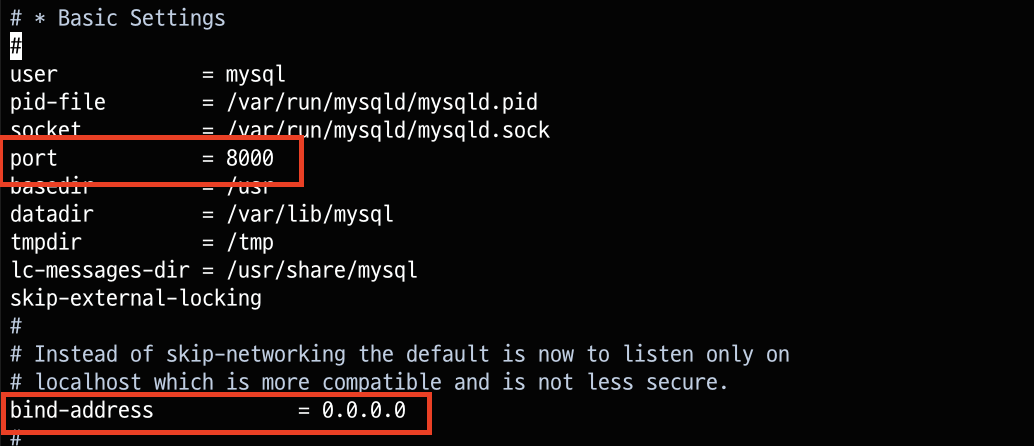 # * Basic Settings
#
user            = mysql
pid-file        = /var/run/mysqld/mysqld.pid
socket          = /var/run/mysqld/mysqld.sock
port            = 8000
basedir         = /usr
datadir         = /var/lib/mysql
tmpdir          = /tmp
lc-messages-dir = /usr/share/mysql
skip-external-locking
#
# Instead of skip-networking the default is now to listen only on
# localhost which is more compatible and is not less secure.
bind-address            = 0.0.0.0
#